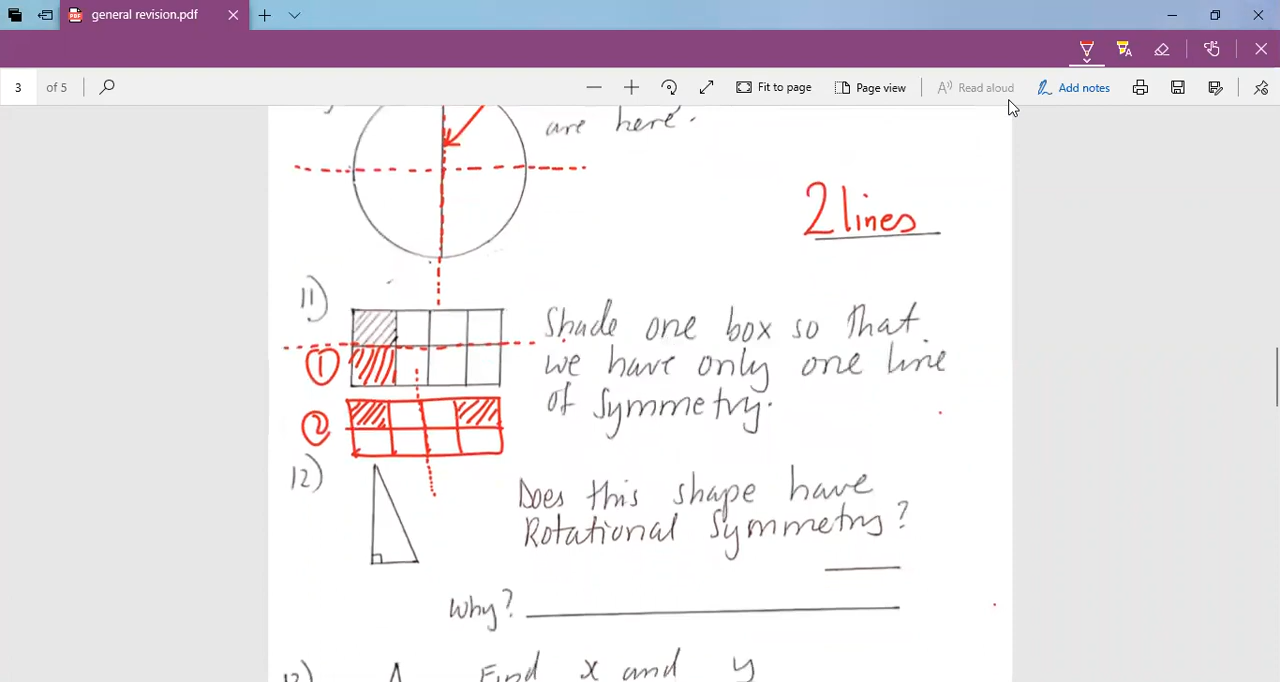 general revision.pdf
3 of 5
Fit to page
Page view
Read aloud
Add notes
are here.
2 lines
11)
Shade one box so that
① we have only one line
② of Symmetry.
12)
Does this shape have
Rotational Symmetry?
Why?
Find x and y